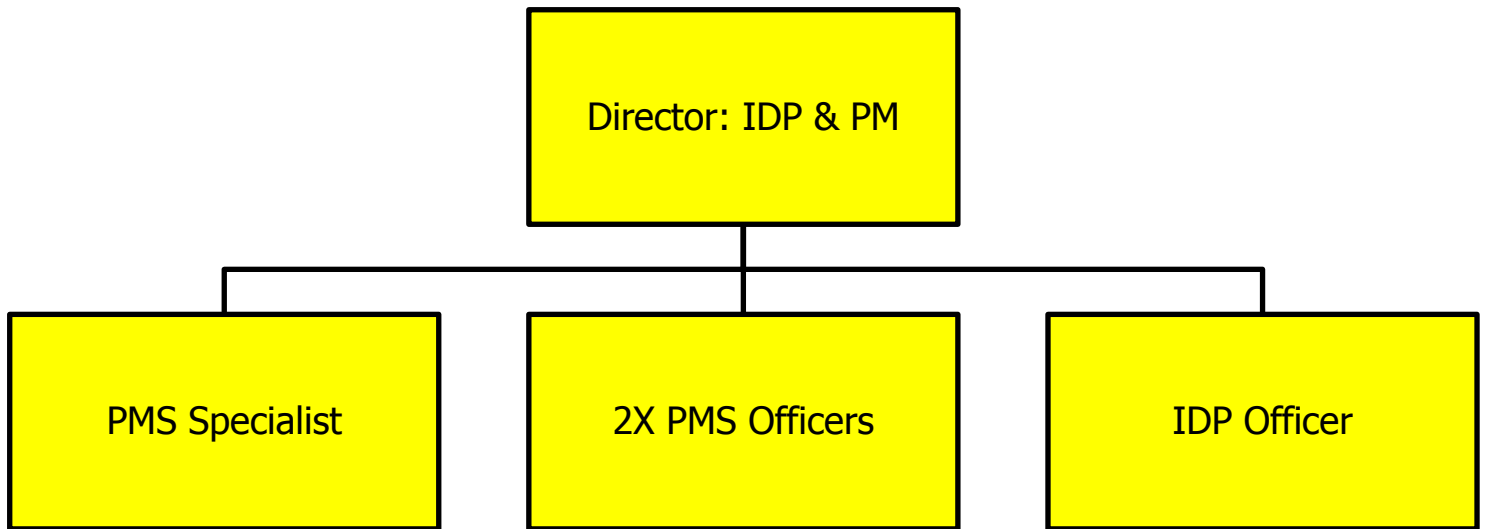 Director: IDP & PM
PMS Specialist
2X PMS Officers
IDP Officer